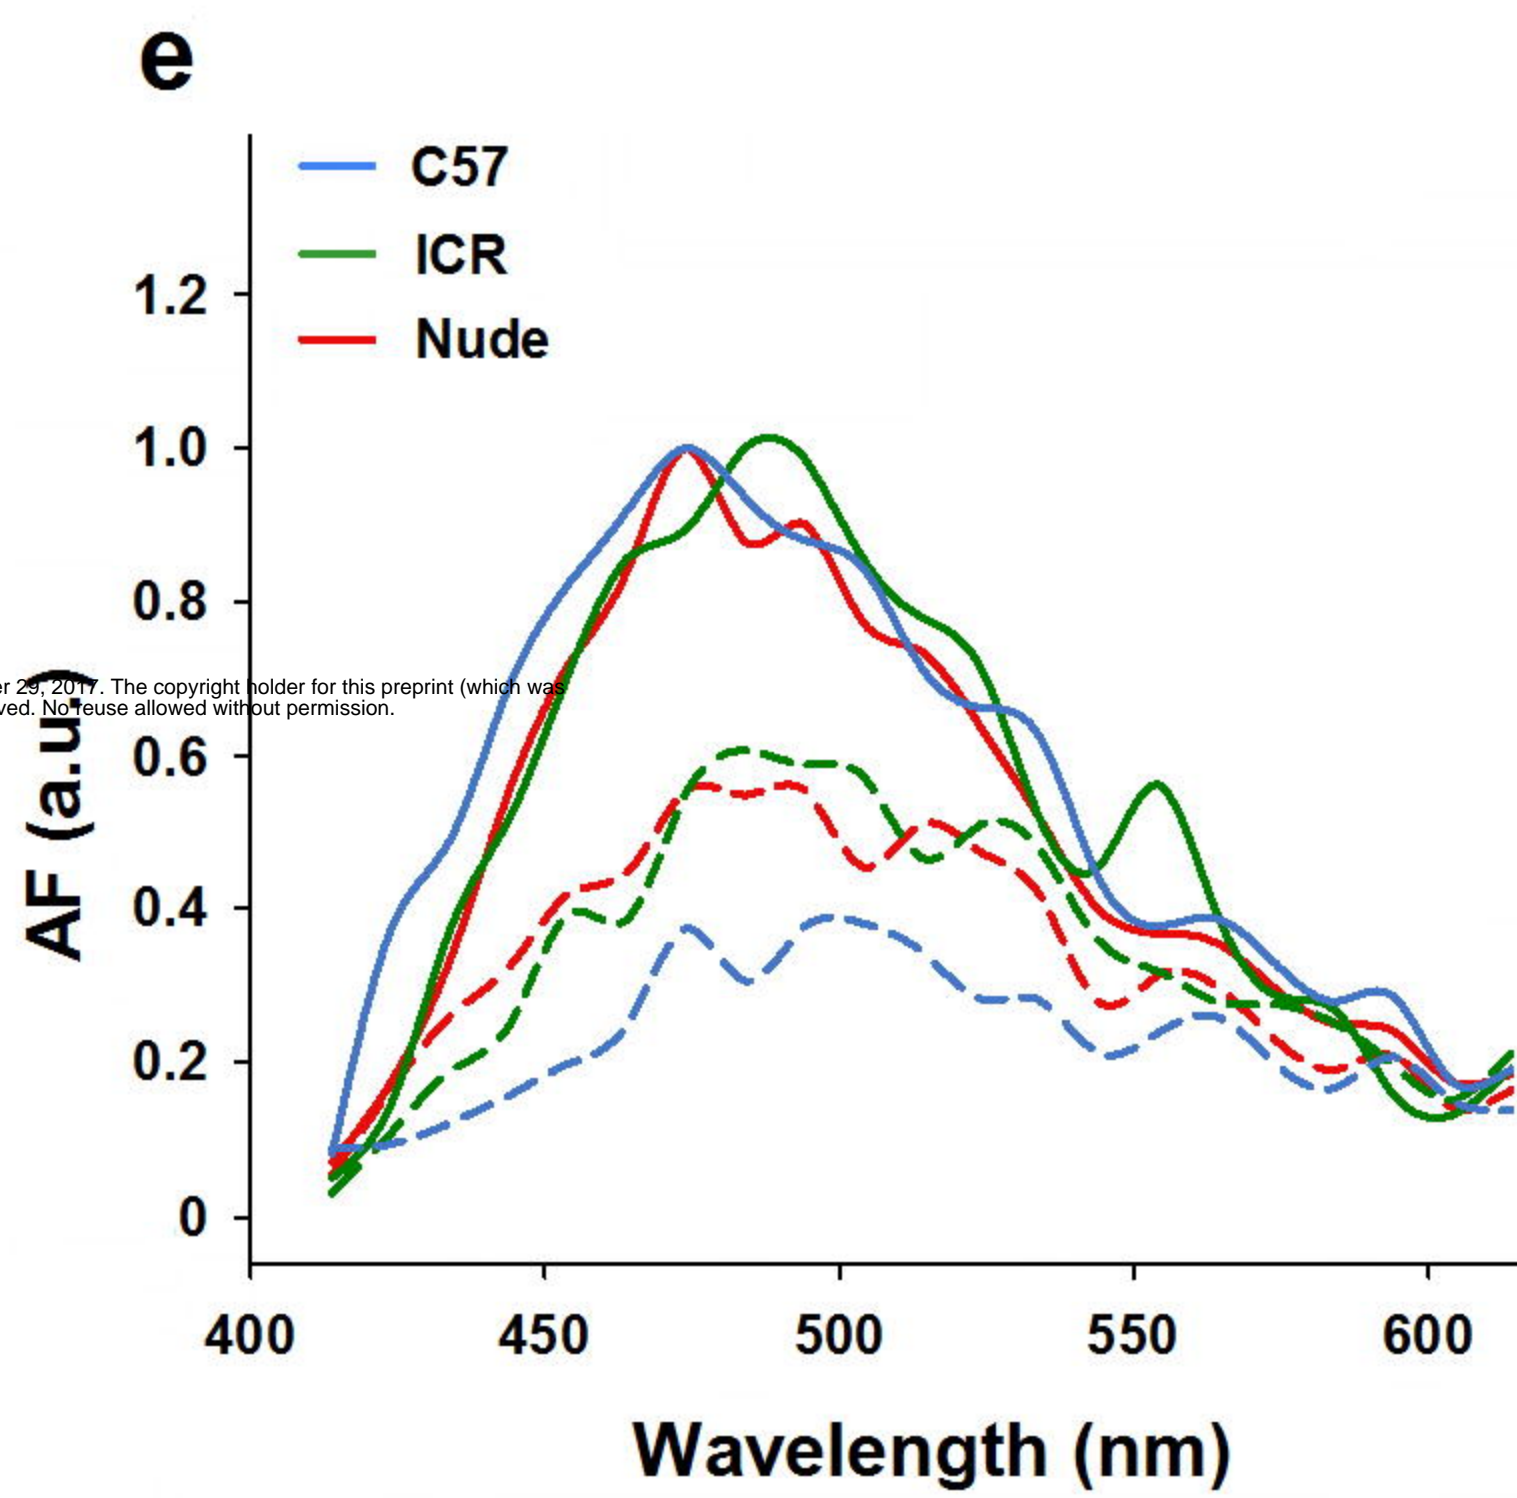 e
C57
ICR
Nude
1.2
1.0
0.8
0.6
0.4
0.2
0
AF (a.u.)
er 29, 2017. The copyright holder for this preprint (which was
ved. No reuse allowed without permission.
400 450 500 550 600
Wavelength (nm)